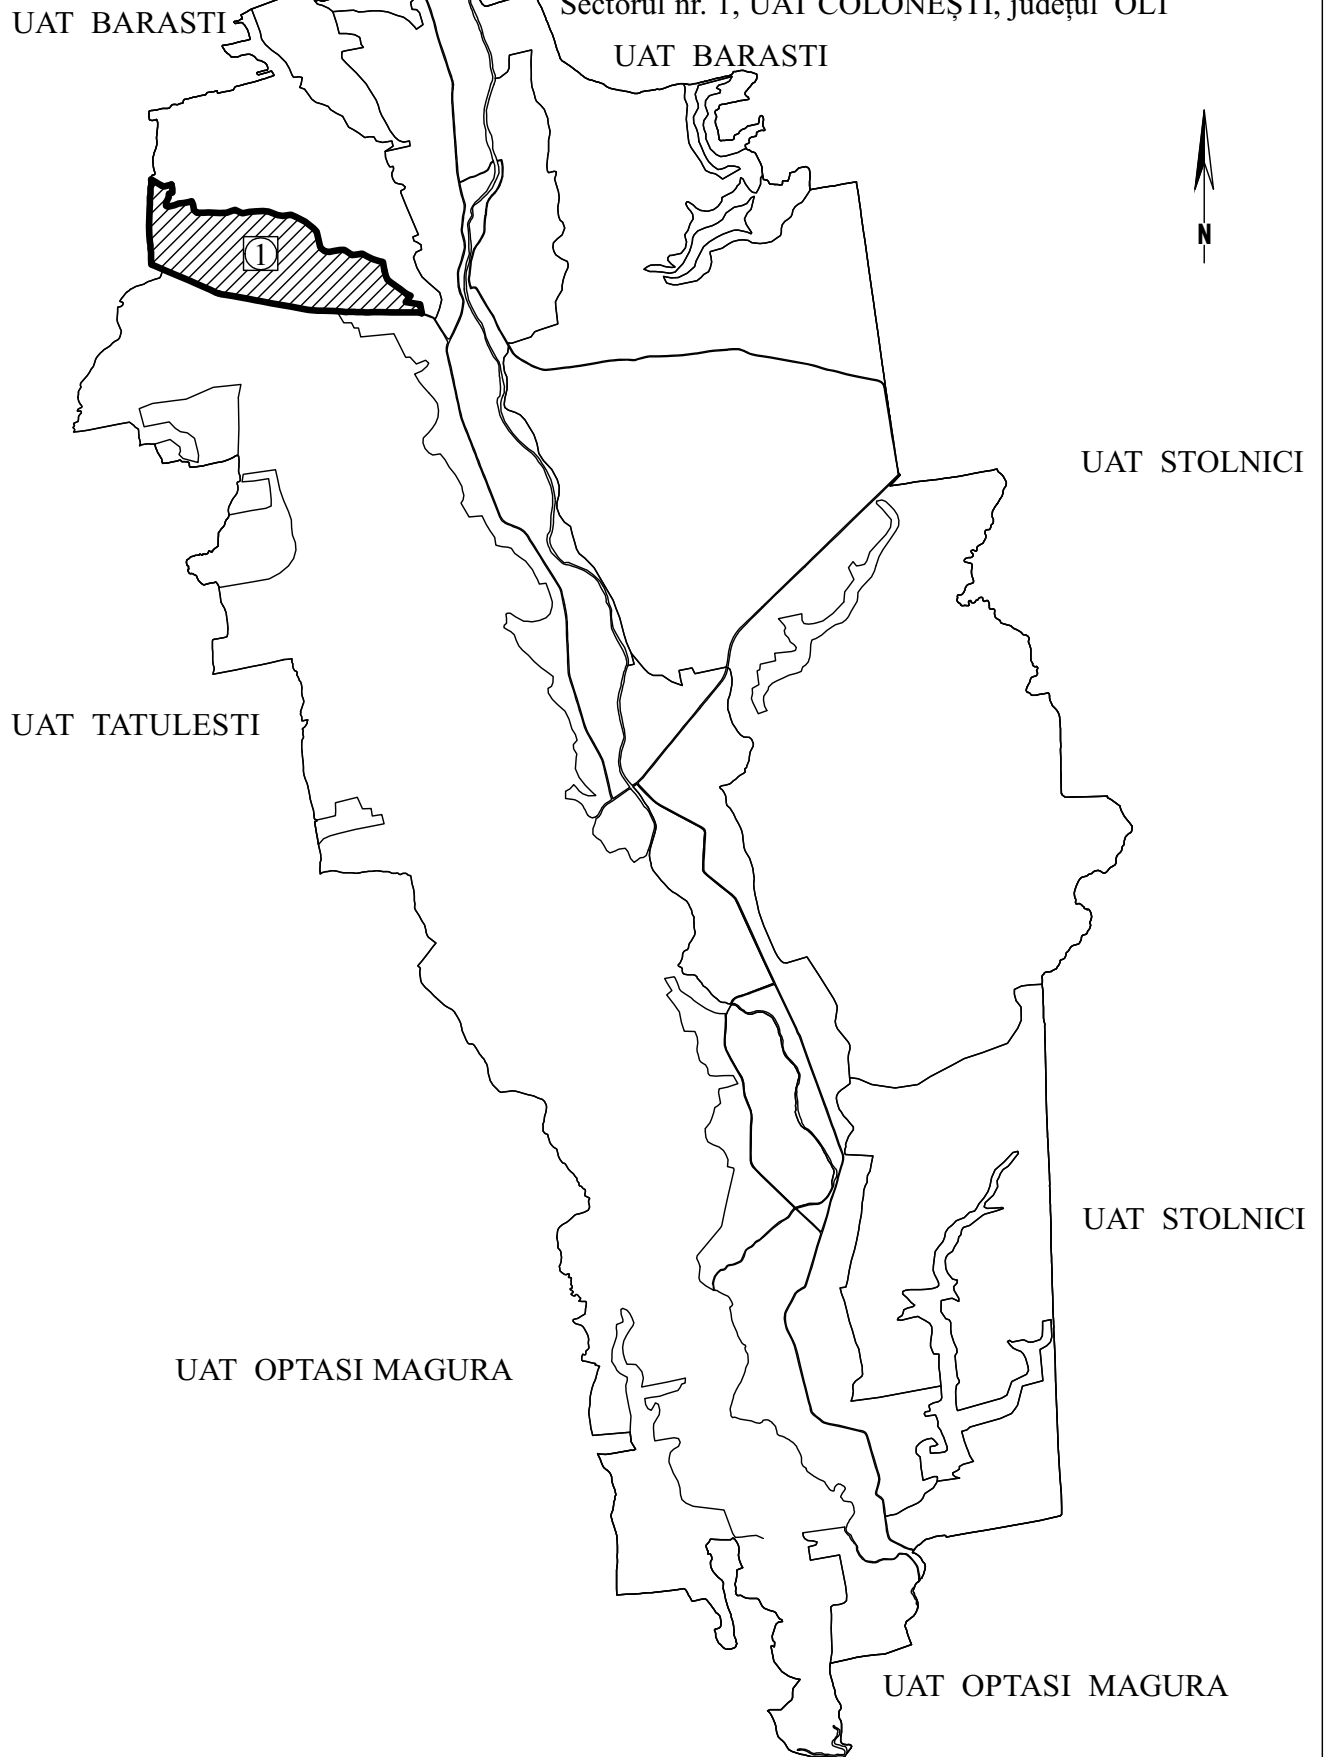 Sectorul nr. 1, UAT COLONEȘTI, județul OLT
UAT BARASTI
UAT BARASTI
N
1
UAT STOLNICI
UAT TATULESTI
UAT STOLNICI
UAT OPTASI MAGURA
UAT OPTASI MAGURA